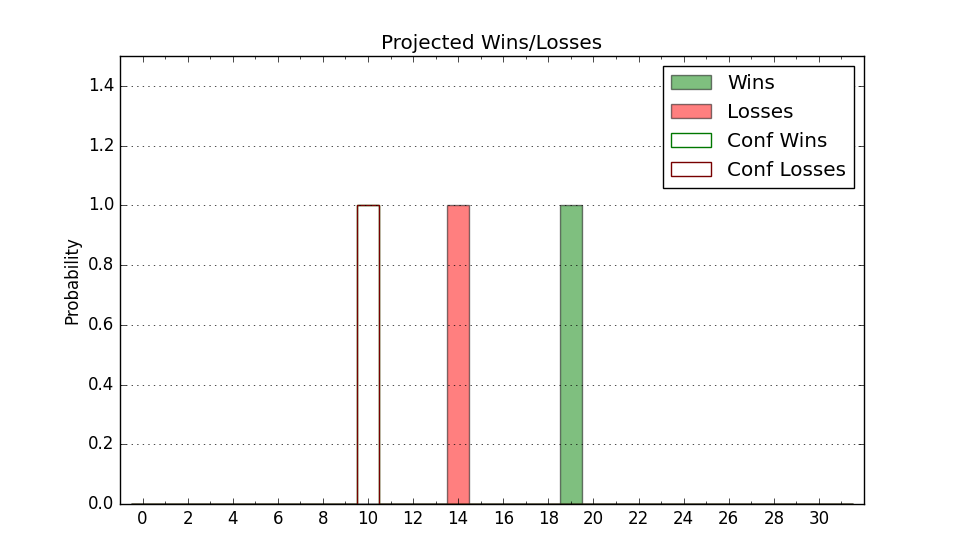 Projected Wins/Losses
1.4
1.2
1.0
0.8
0.6
0.4
0.2
0.0
Probability
Wins
Losses
Conf Wins
Conf Losses
0 2 4 6 8 10 12 14 16 18 20 22 24 26 28 30